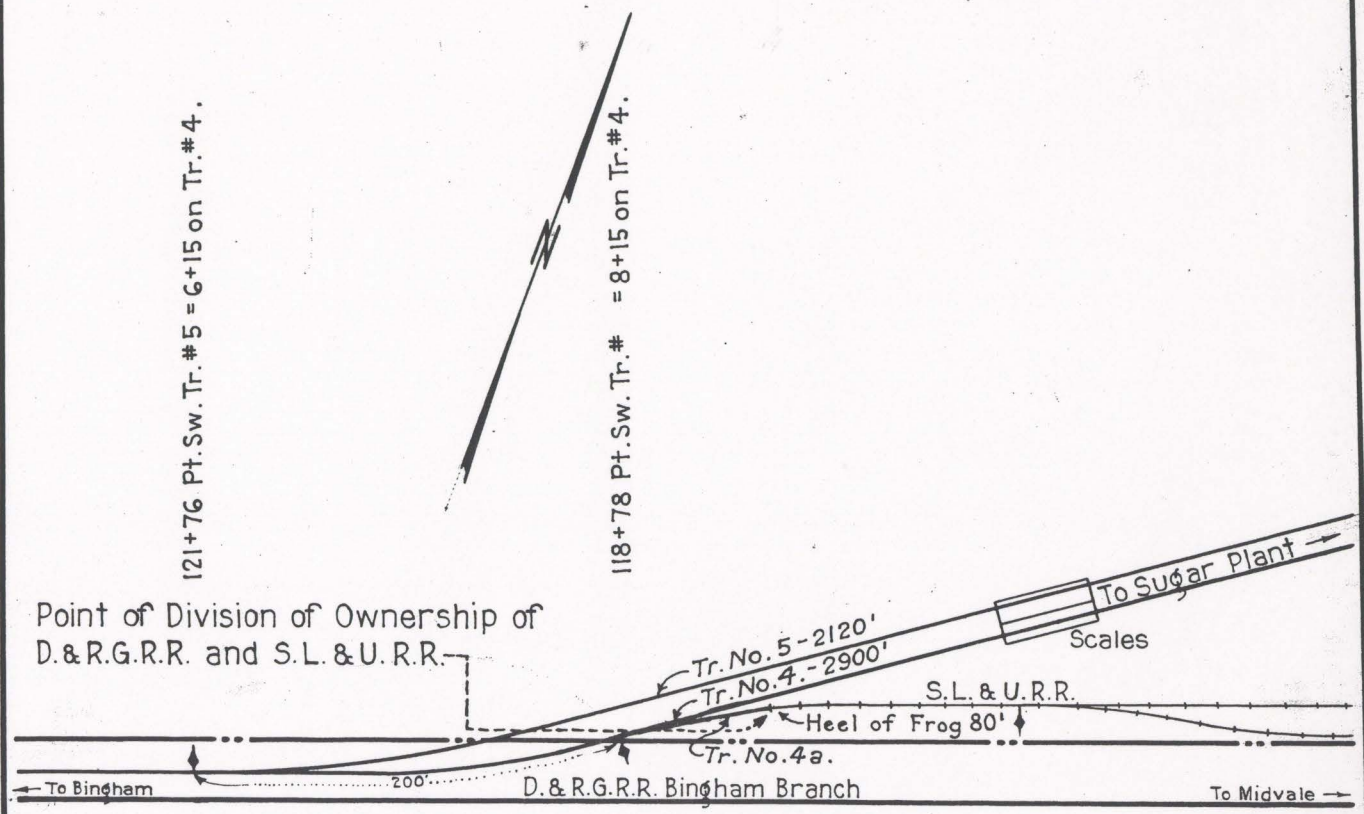 121+76 Pt. Sw. Tr. #5 = 6+15 on Tr. #4.
118+78 Pt. Sw. Tr. # = 8+15 on Tr. #4.
N
Point of Division of Ownership of
D. & R.G.R.R. and S.L. & U.R.R.
Tr. No. 5-2120'
Tr. No. 4.-2900'
To Sugar Plant
Scales
S.L. & U.R.R.
Heel of Frog 80'
Tr. No. 4a.
200'
To Bingham
D. & R.G.R.R. Bingham Branch
To Midvale